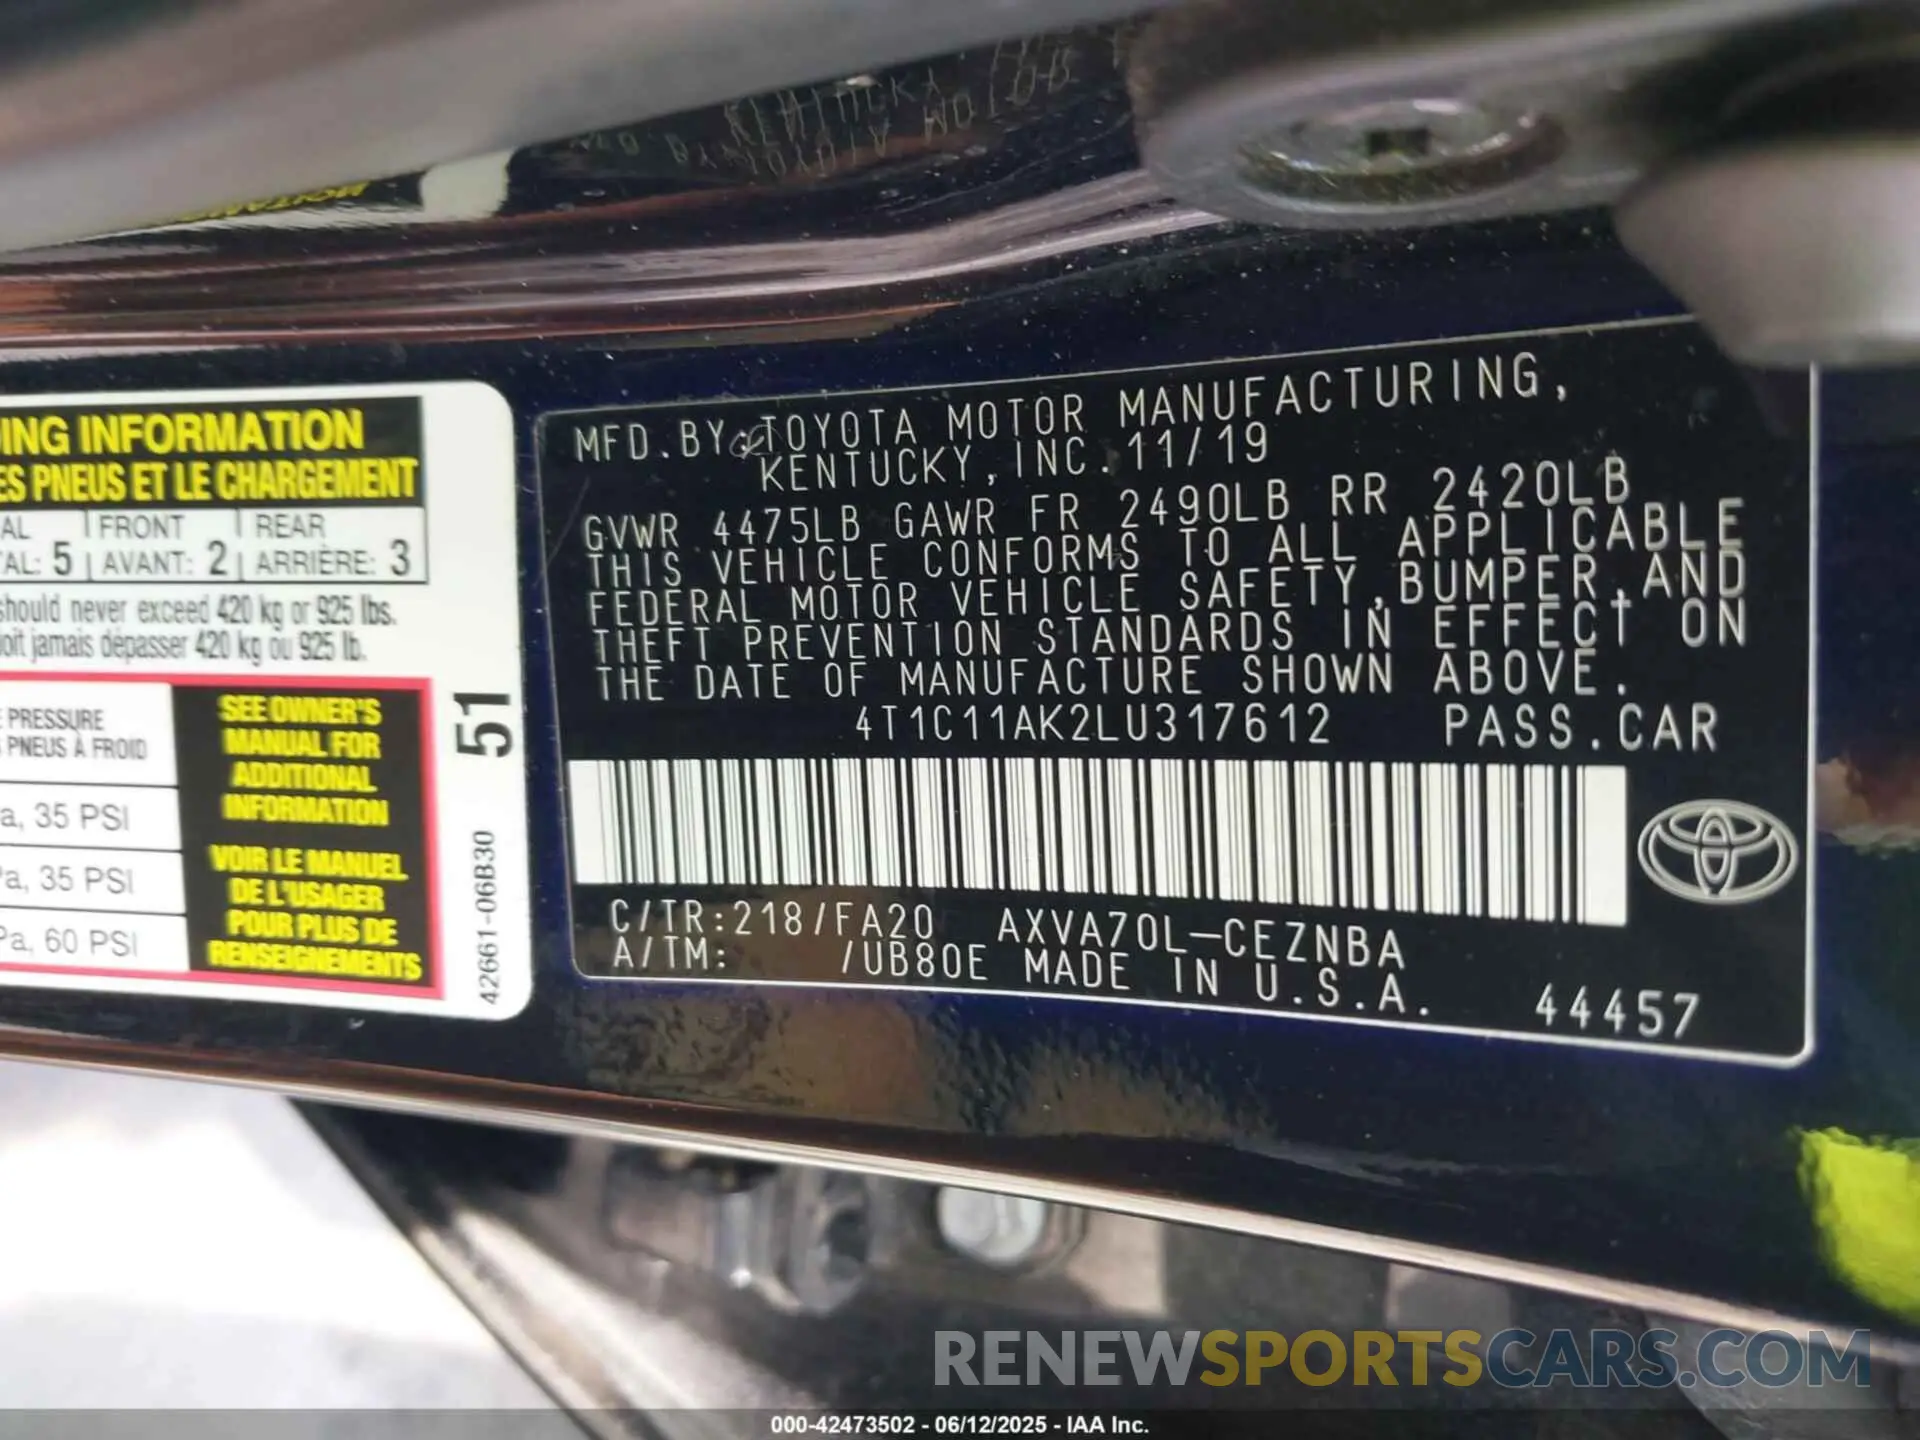 ING INFORMATION
ES PNEUS ET LE CHARGEMENT
AL FRONT REAR
TAL: 5 AVANT: 2 ARRIÈRE: 3
should never exceed 420 kg or 925 lbs.
oit jamais dépasser 420 kg ou 925 lb.
PRESSURE
PNEUS À FROID
a, 35 PSI
Pa, 35 PSI
Pa, 60 PSI
SEE OWNER'S
MANUAL FOR
ADDITIONAL
INFORMATION
VOIR LE MANUEL
DE L'USAGER
POUR PLUS DE
RENSEIGNEMENTS
51
42661-06B30
MFD.BY:TOYOTA MOTOR MANUFACTURING,
KENTUCKY,INC.11/19
GVWR 4475LB GAWR FR 2490LB RR 2420LB
THIS VEHICLE CONFORMS TO ALL APPLICABLE
FEDERAL MOTOR VEHICLE SAFETY,BUMPER,AND
THEFT PREVENTION STANDARDS IN EFFECT ON
THE DATE OF MANUFACTURE SHOWN ABOVE.
4T1C11AK2LU317612 PASS.CAR
C/TR:218/FA20 AXVA70L-CEZNBA
A/TM: /UB80E MADE IN U.S.A.
44457
RENEWSPORTSCARS.COM
000-42473502 - 06/12/2025 - IAA Inc.